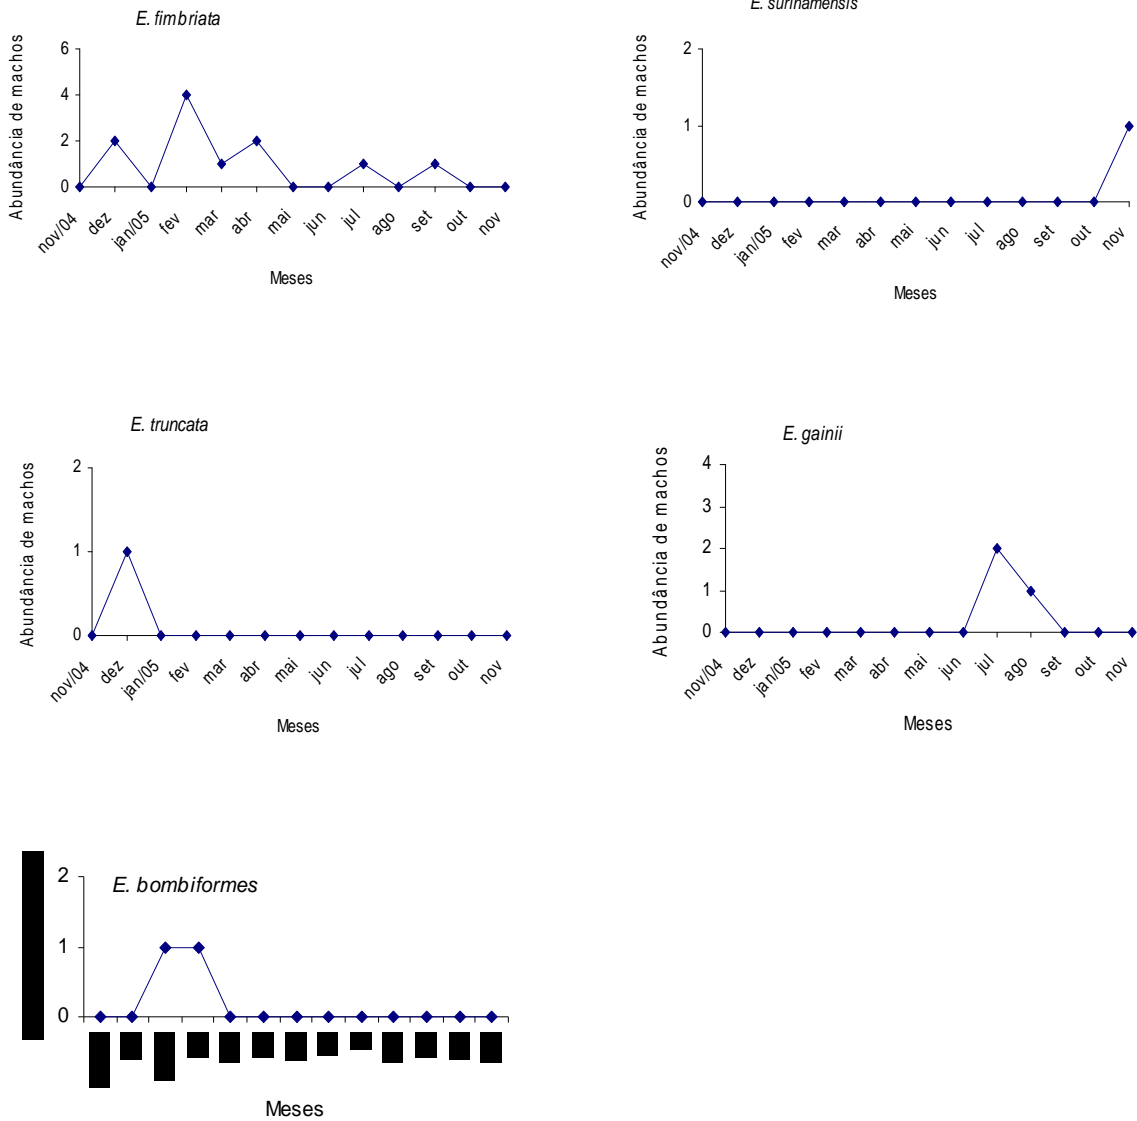 E. fimbriata
Abundância de machos
6
4
2
0
nov/04 dez jan/05 fev mar abr mai jun jul ago set out nov
Meses
E. surinamensis
Abundância de machos
2
1
0
nov/04 dez jan/05 fev mar abr mai jun jul ago set out nov
Meses
E. truncata
Abundância de machos
2
1
0
nov/04 dez jan/05 fev mar abr mai jun jul ago set out nov
Meses
E. gainii
Abundância de machos
4
3
2
1
0
nov/04 dez jan/05 fev mar abr mai jun jul ago set out nov
Meses
E. bombiformes
2
1
0
Meses